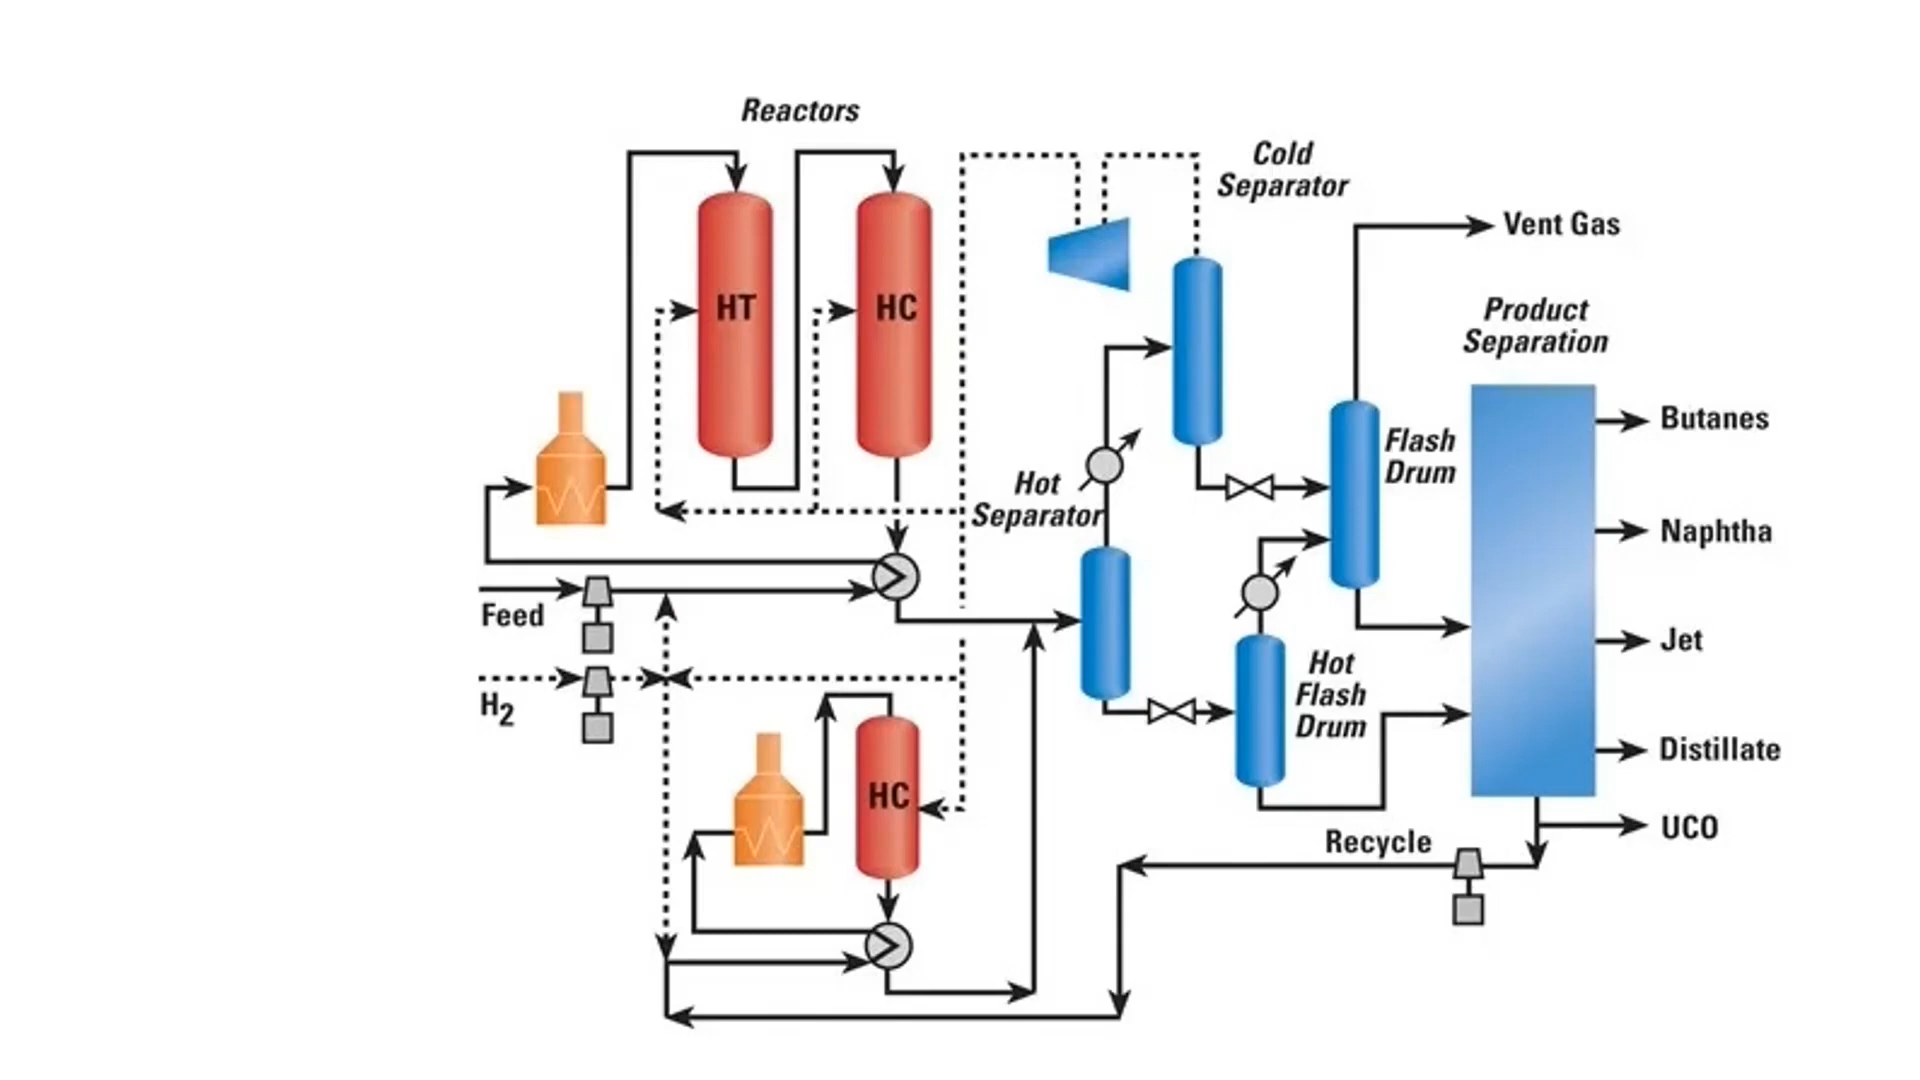 Reactors
Cold
Separator
Vent Gas
HT
HC
Product
Separation
Butanes
Flash
Drum
Hot
Separator
Naphtha
Feed
Jet
H2
Hot
Flash
Drum
Distillate
HC
UCO
Recycle